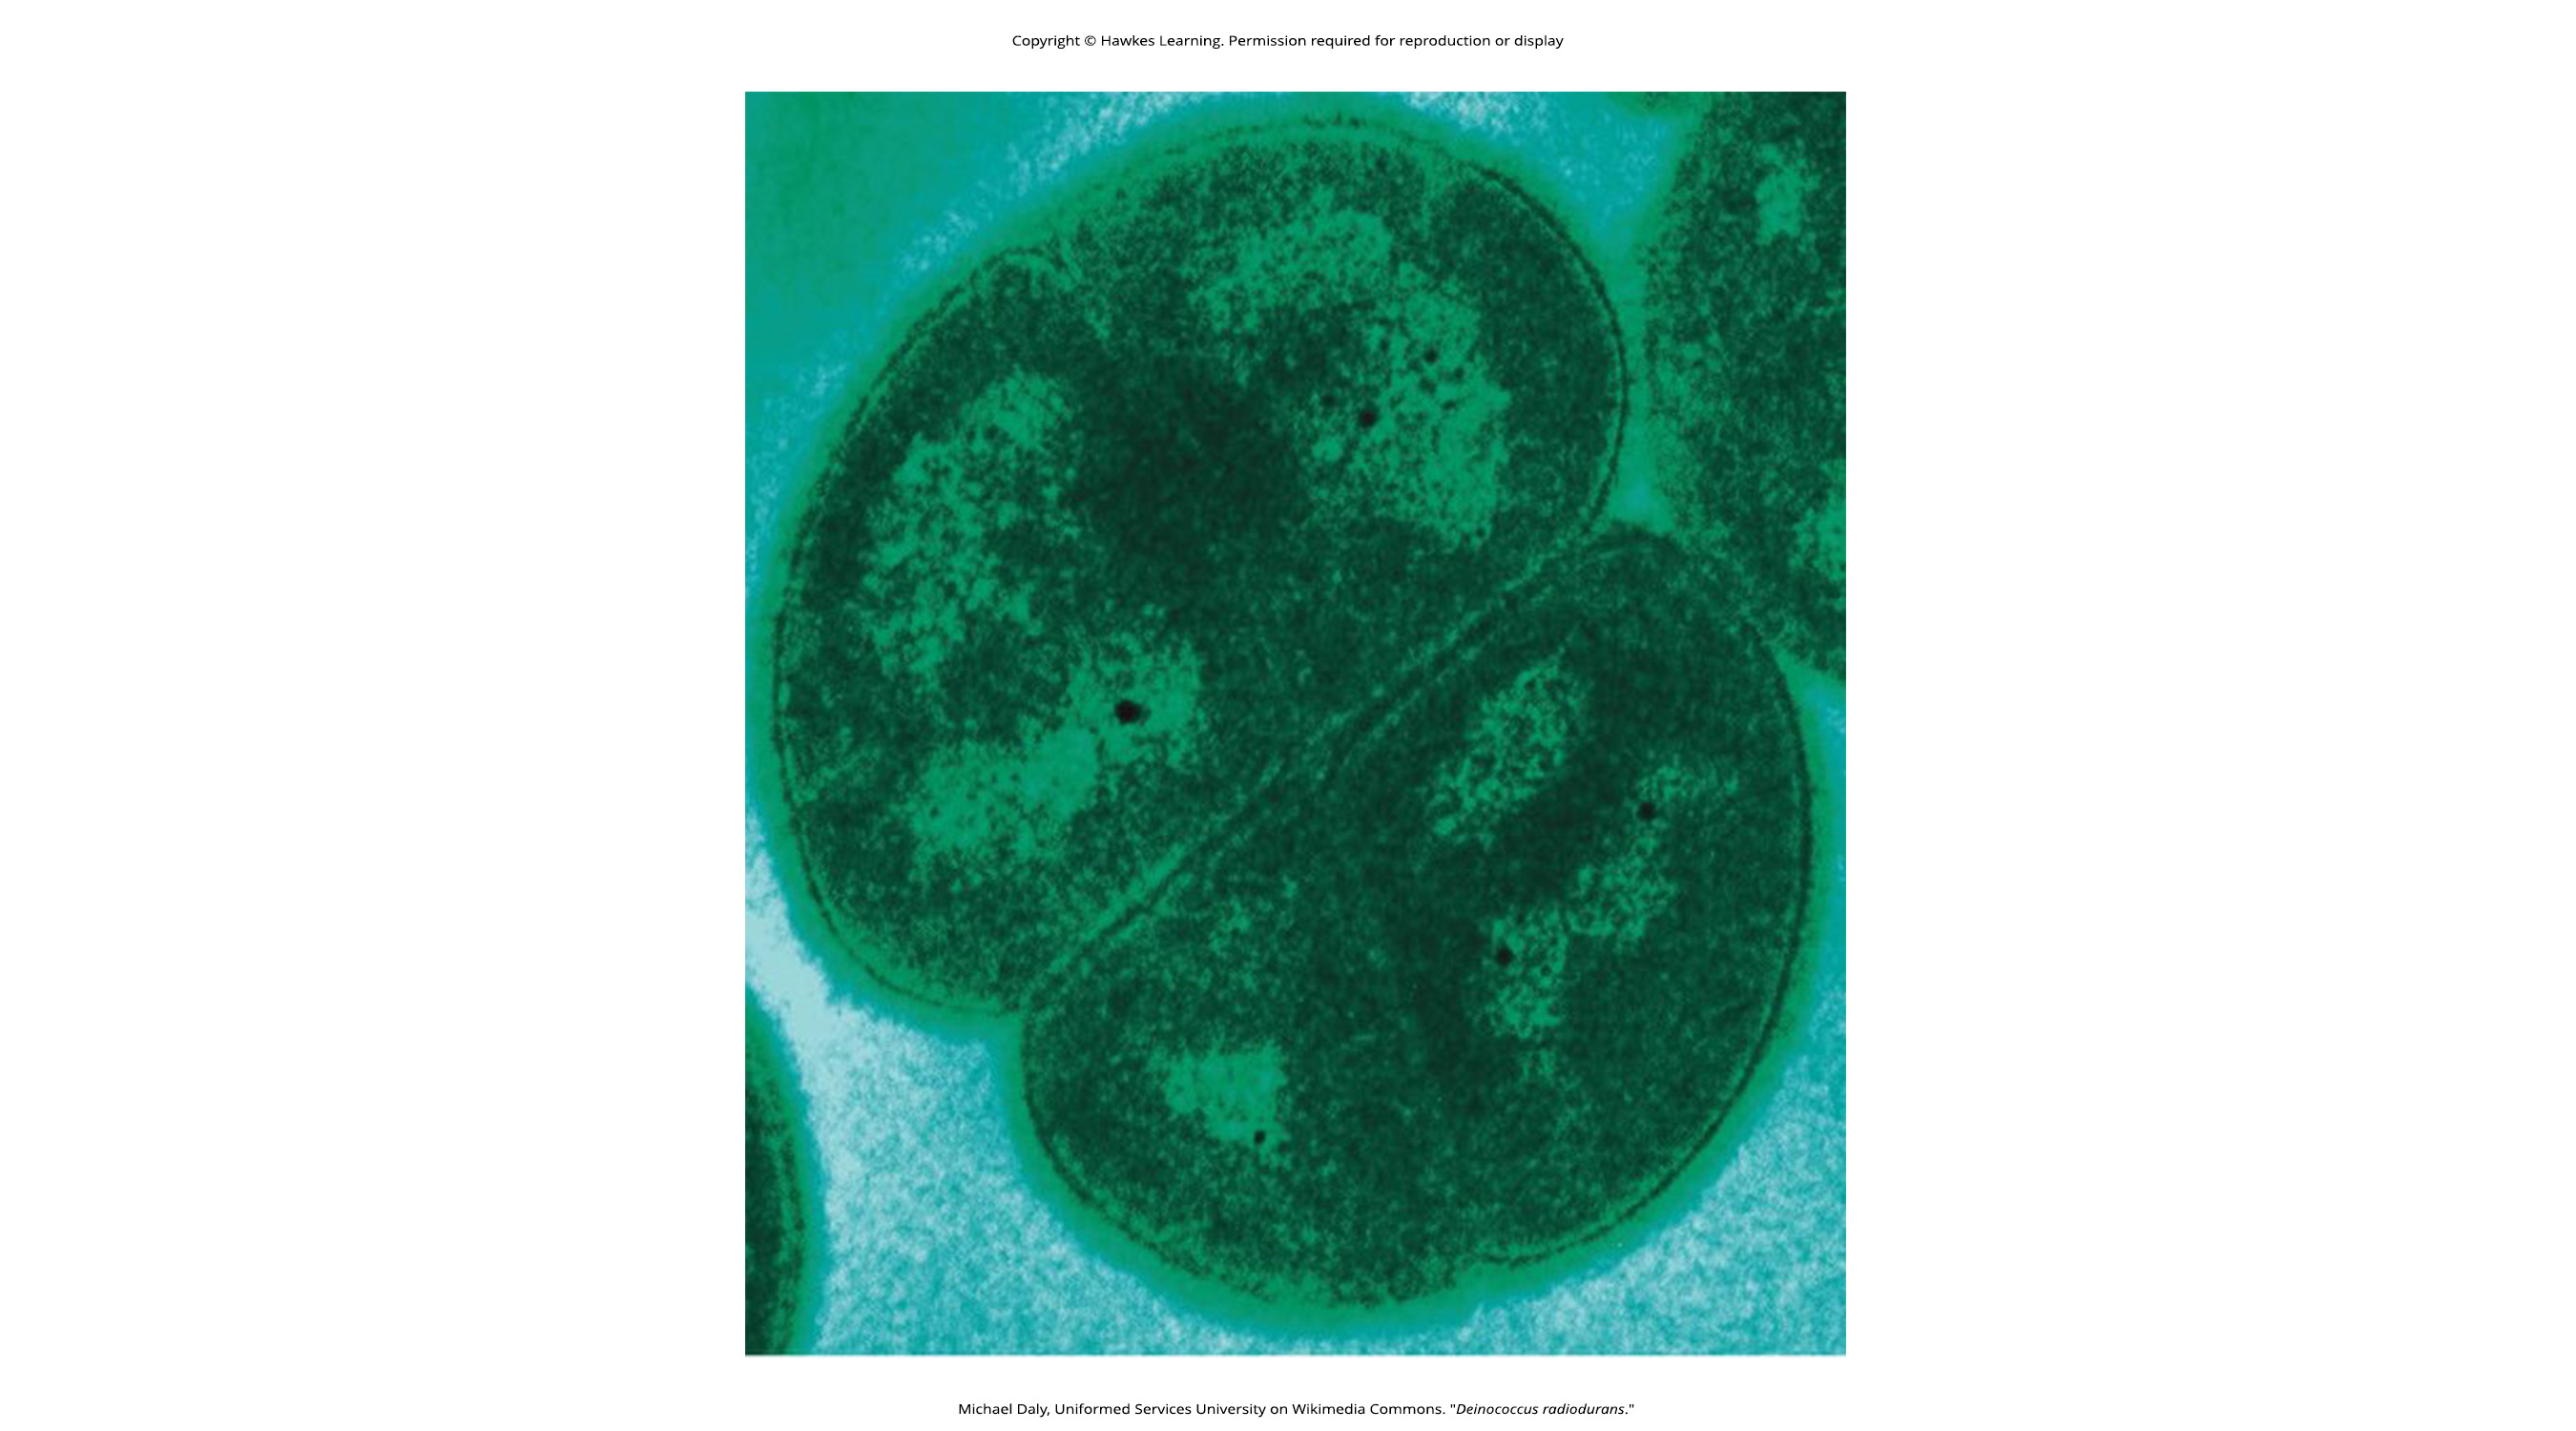 Copyright © Hawkes Learning. Permission required for reproduction or display
Michael Daly, Uniformed Services University on Wikimedia Commons. "Deinococcus radiodurans."